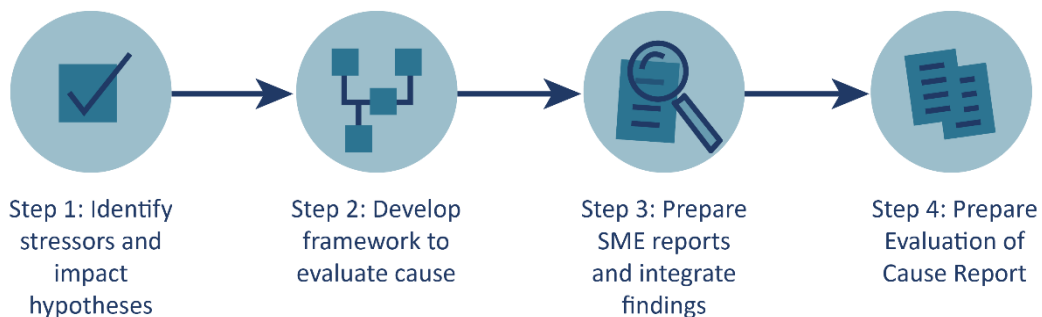 Step 1: Identify
stressors and
impact
hypotheses
Step 2: Develop
framework to
evaluate cause
Step 3: Prepare
SME reports
and integrate
findings
Step 4: Prepare
Evaluation of
Cause Report